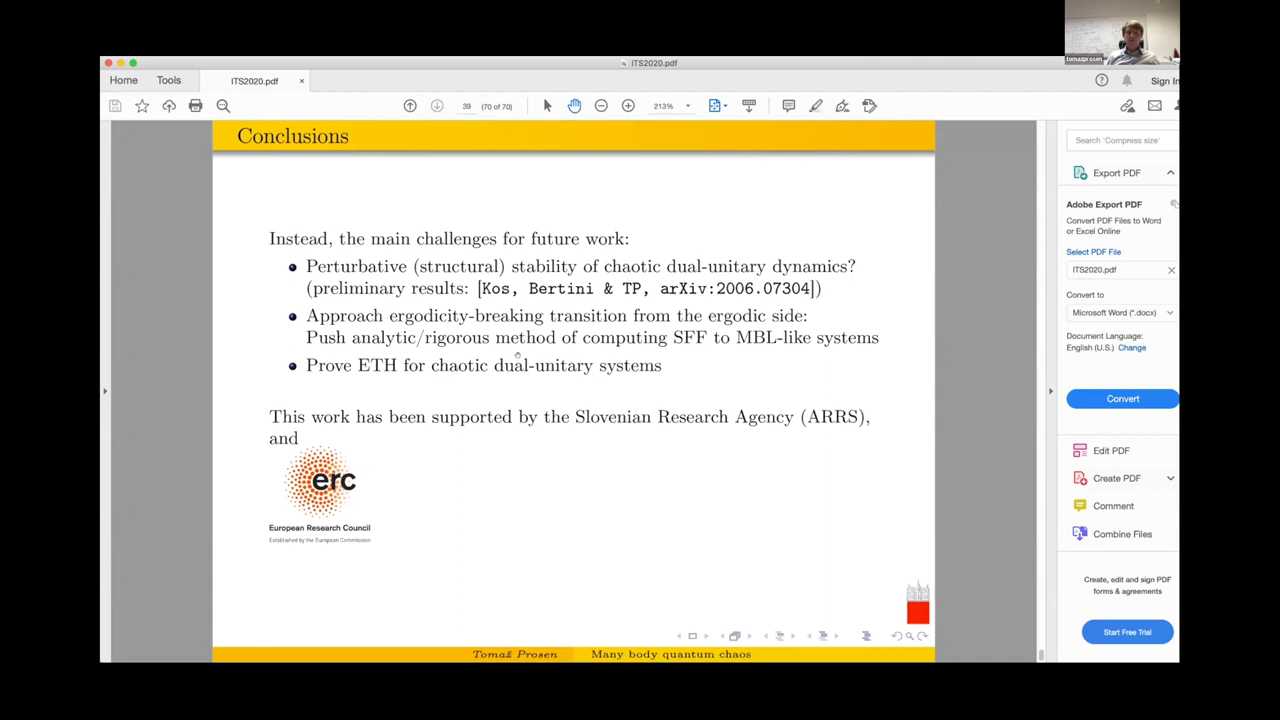 tomazprosen
ITS2020.pdf
Home
Tools
ITS2020.pdf
×
Sign In
39
(70 of 70)
213%
Conclusions
Instead, the main challenges for future work:
Perturbative (structural) stability of chaotic dual-unitary dynamics?
(preliminary results: [Kos, Bertini & TP, arXiv:2006.07304])
Approach ergodicity-breaking transition from the ergodic side:
Push analytic/rigorous method of computing SFF to MBL-like systems
Prove ETH for chaotic dual-unitary systems
This work has been supported by the Slovenian Research Agency (ARRS),
and
erc
European Research Council
Established by the European Commission
Tomaž Prosen
Many body quantum chaos
Search 'Compress size'
Export PDF
Adobe Export PDF
Convert PDF Files to Word
or Excel Online
Select PDF File
ITS2020.pdf
Convert to
Microsoft Word (*.docx)
Document Language:
English (U.S.) Change
Convert
Edit PDF
Create PDF
Comment
Combine Files
Create, edit and sign PDF
forms & agreements
Start Free Trial